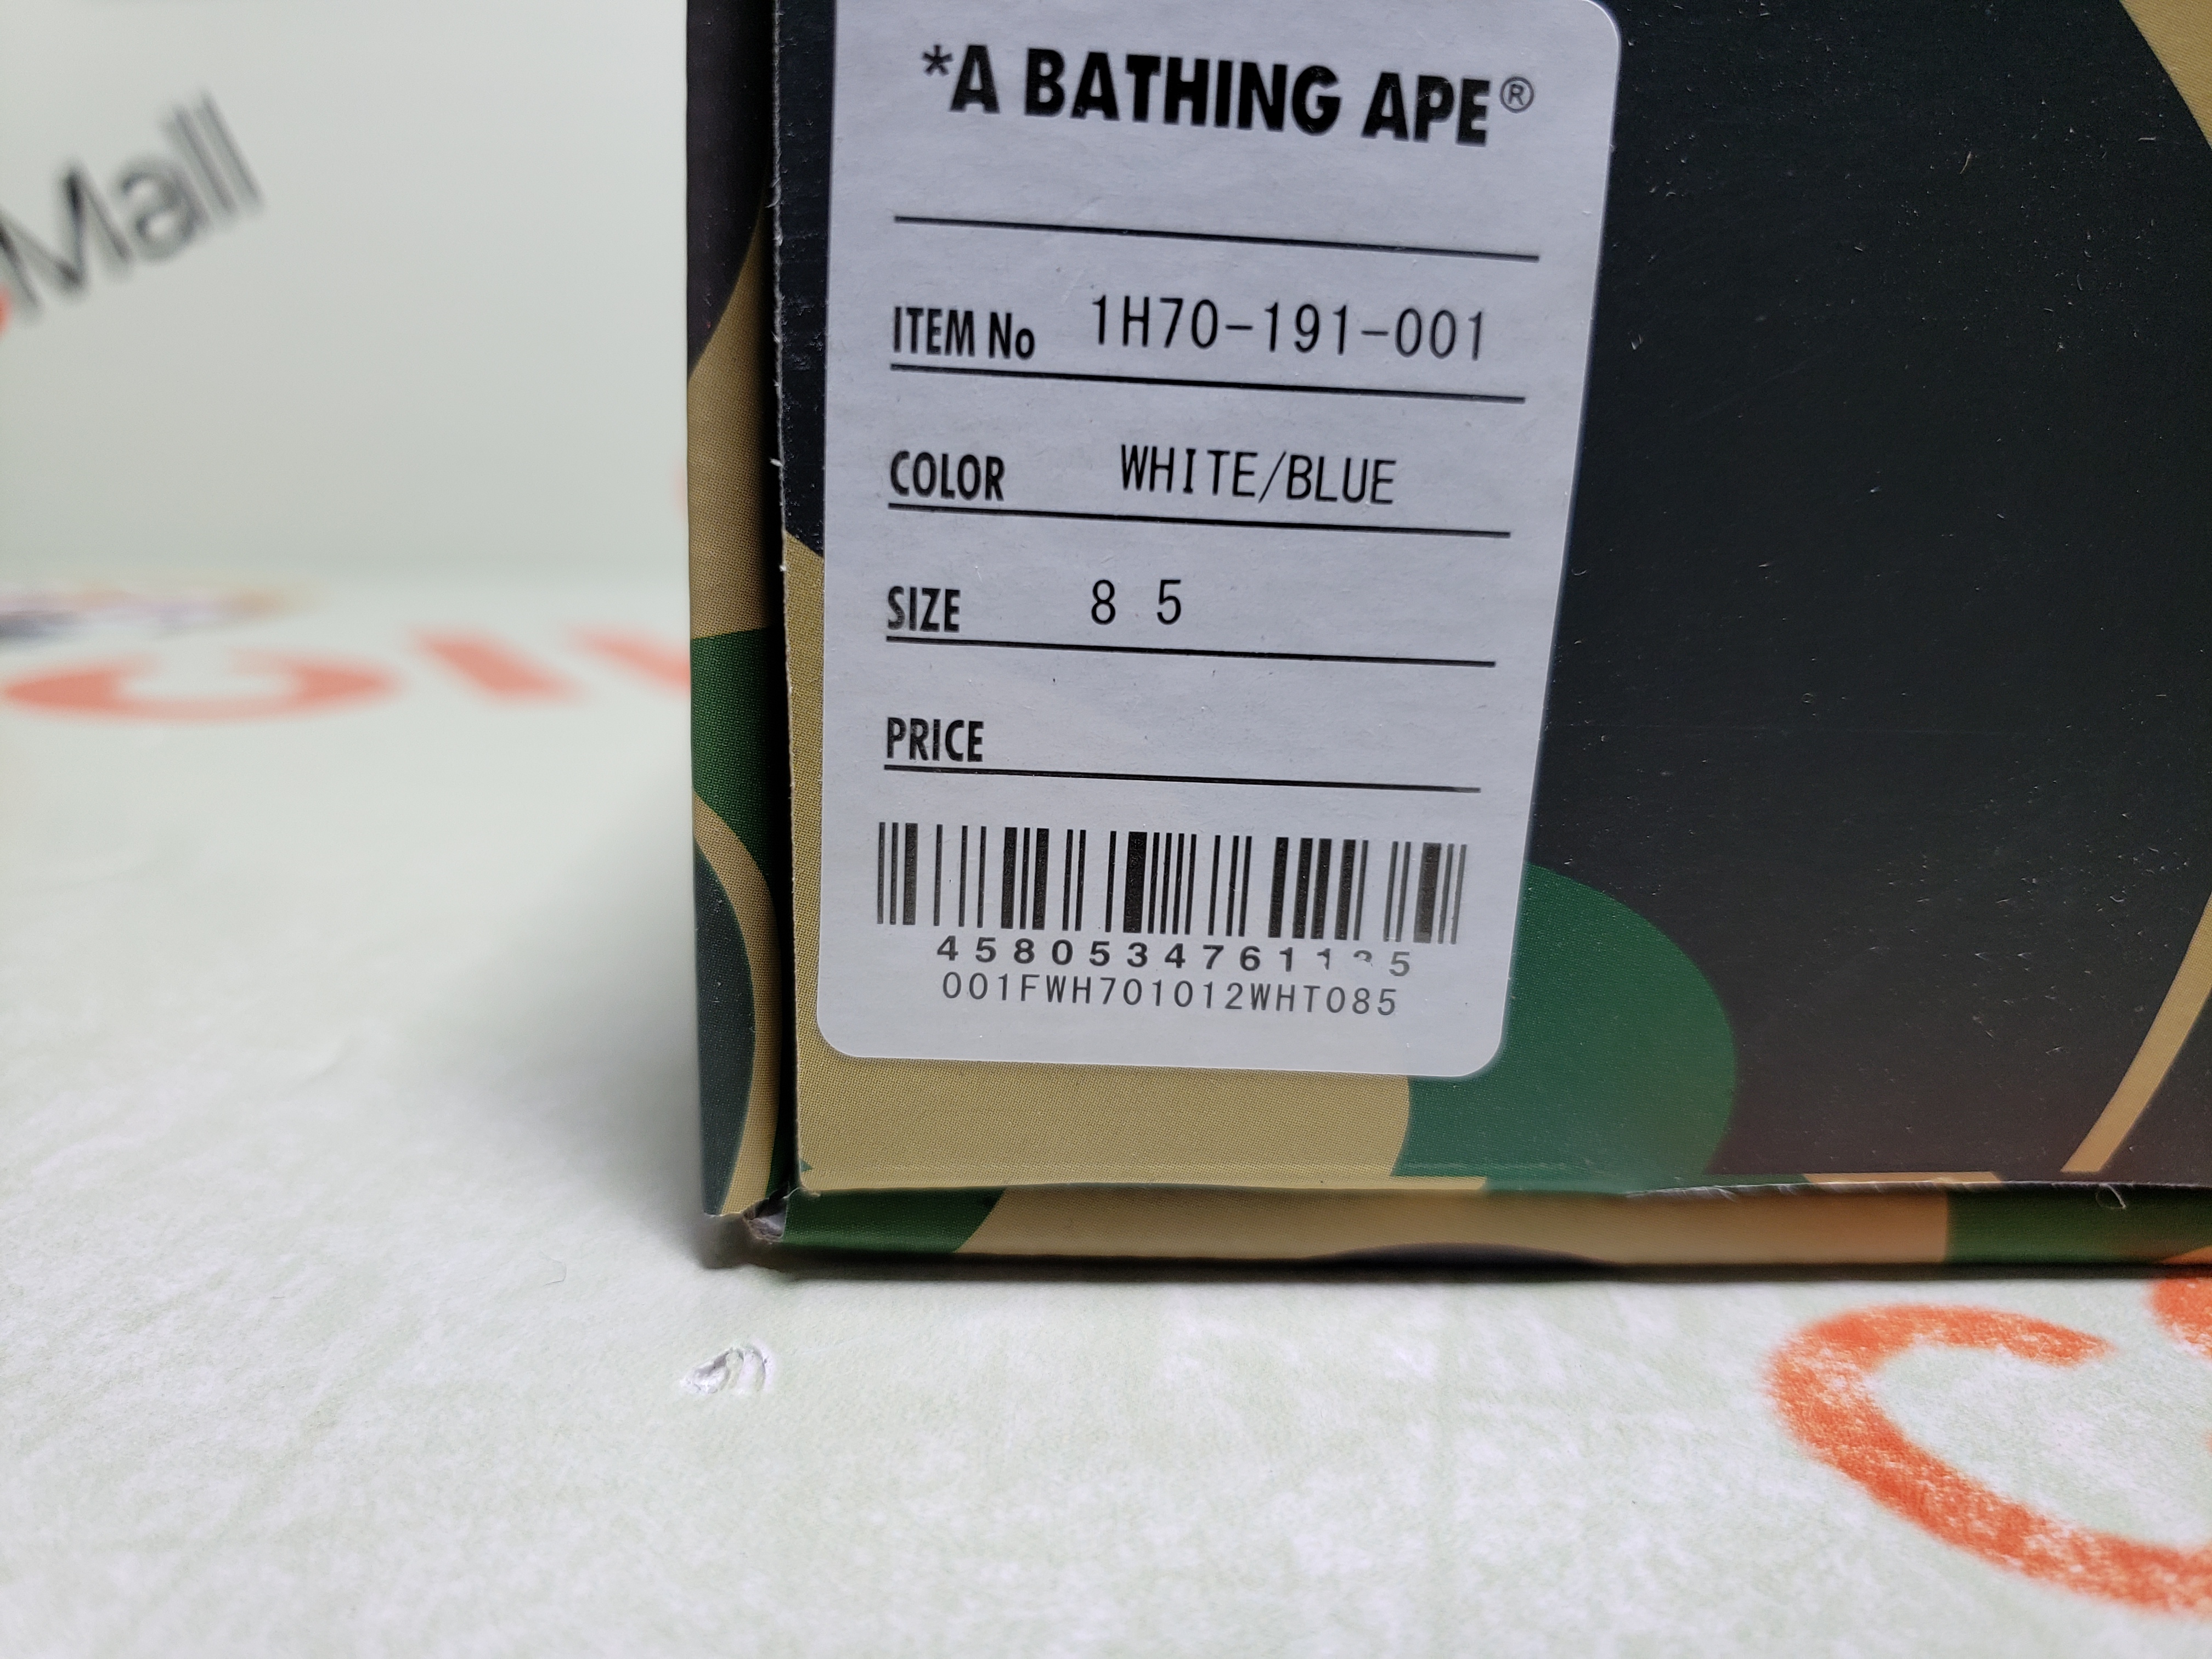 *A BATHING APE®
ITEM No 1H70-191-001
COLOR WHITE/BLUE
SIZE 8 5
PRICE
001FWH701012WHT085
Mall